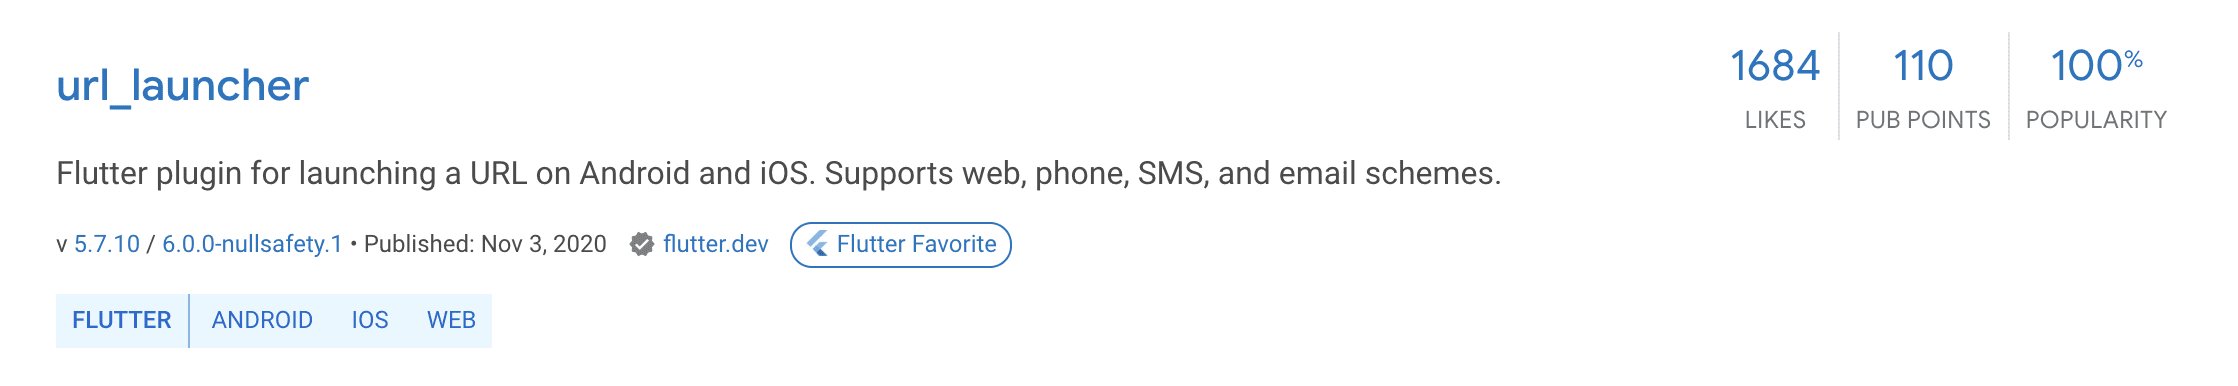 url_launcher
1684
LIKES
110
PUB POINTS
100%
POPULARITY
Flutter plugin for launching a URL on Android and iOS. Supports web, phone, SMS, and email schemes.
v 5.7.10 / 6.0.0-nullsafety.1 • Published: Nov 3, 2020 flutter.dev Flutter Favorite
FLUTTER ANDROID IOS WEB